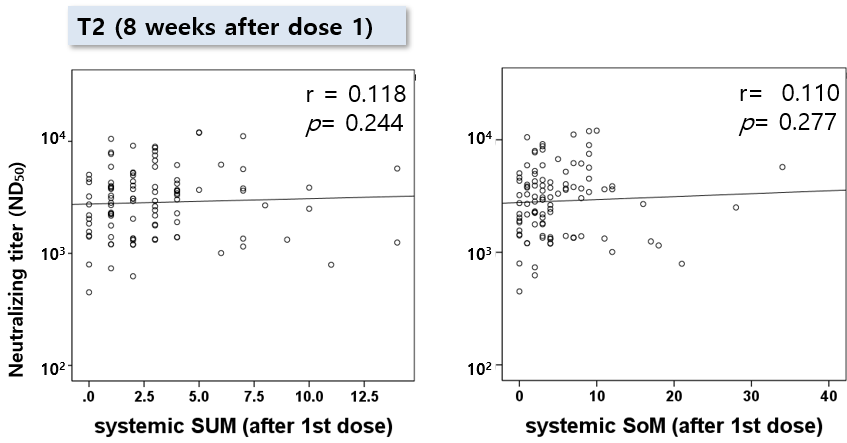 T2 (8 weeks after dose 1)
Neutralizing titer (ND50)
r = 0.118
p= 0.244
10⁴
10³
10²
.0 2.5 5.0 7.5 10.0 12.5
systemic SUM (after 1st dose)
r= 0.110
p= 0.277
10⁴
10³
10²
0 10 20 30 40
systemic SoM (after 1st dose)